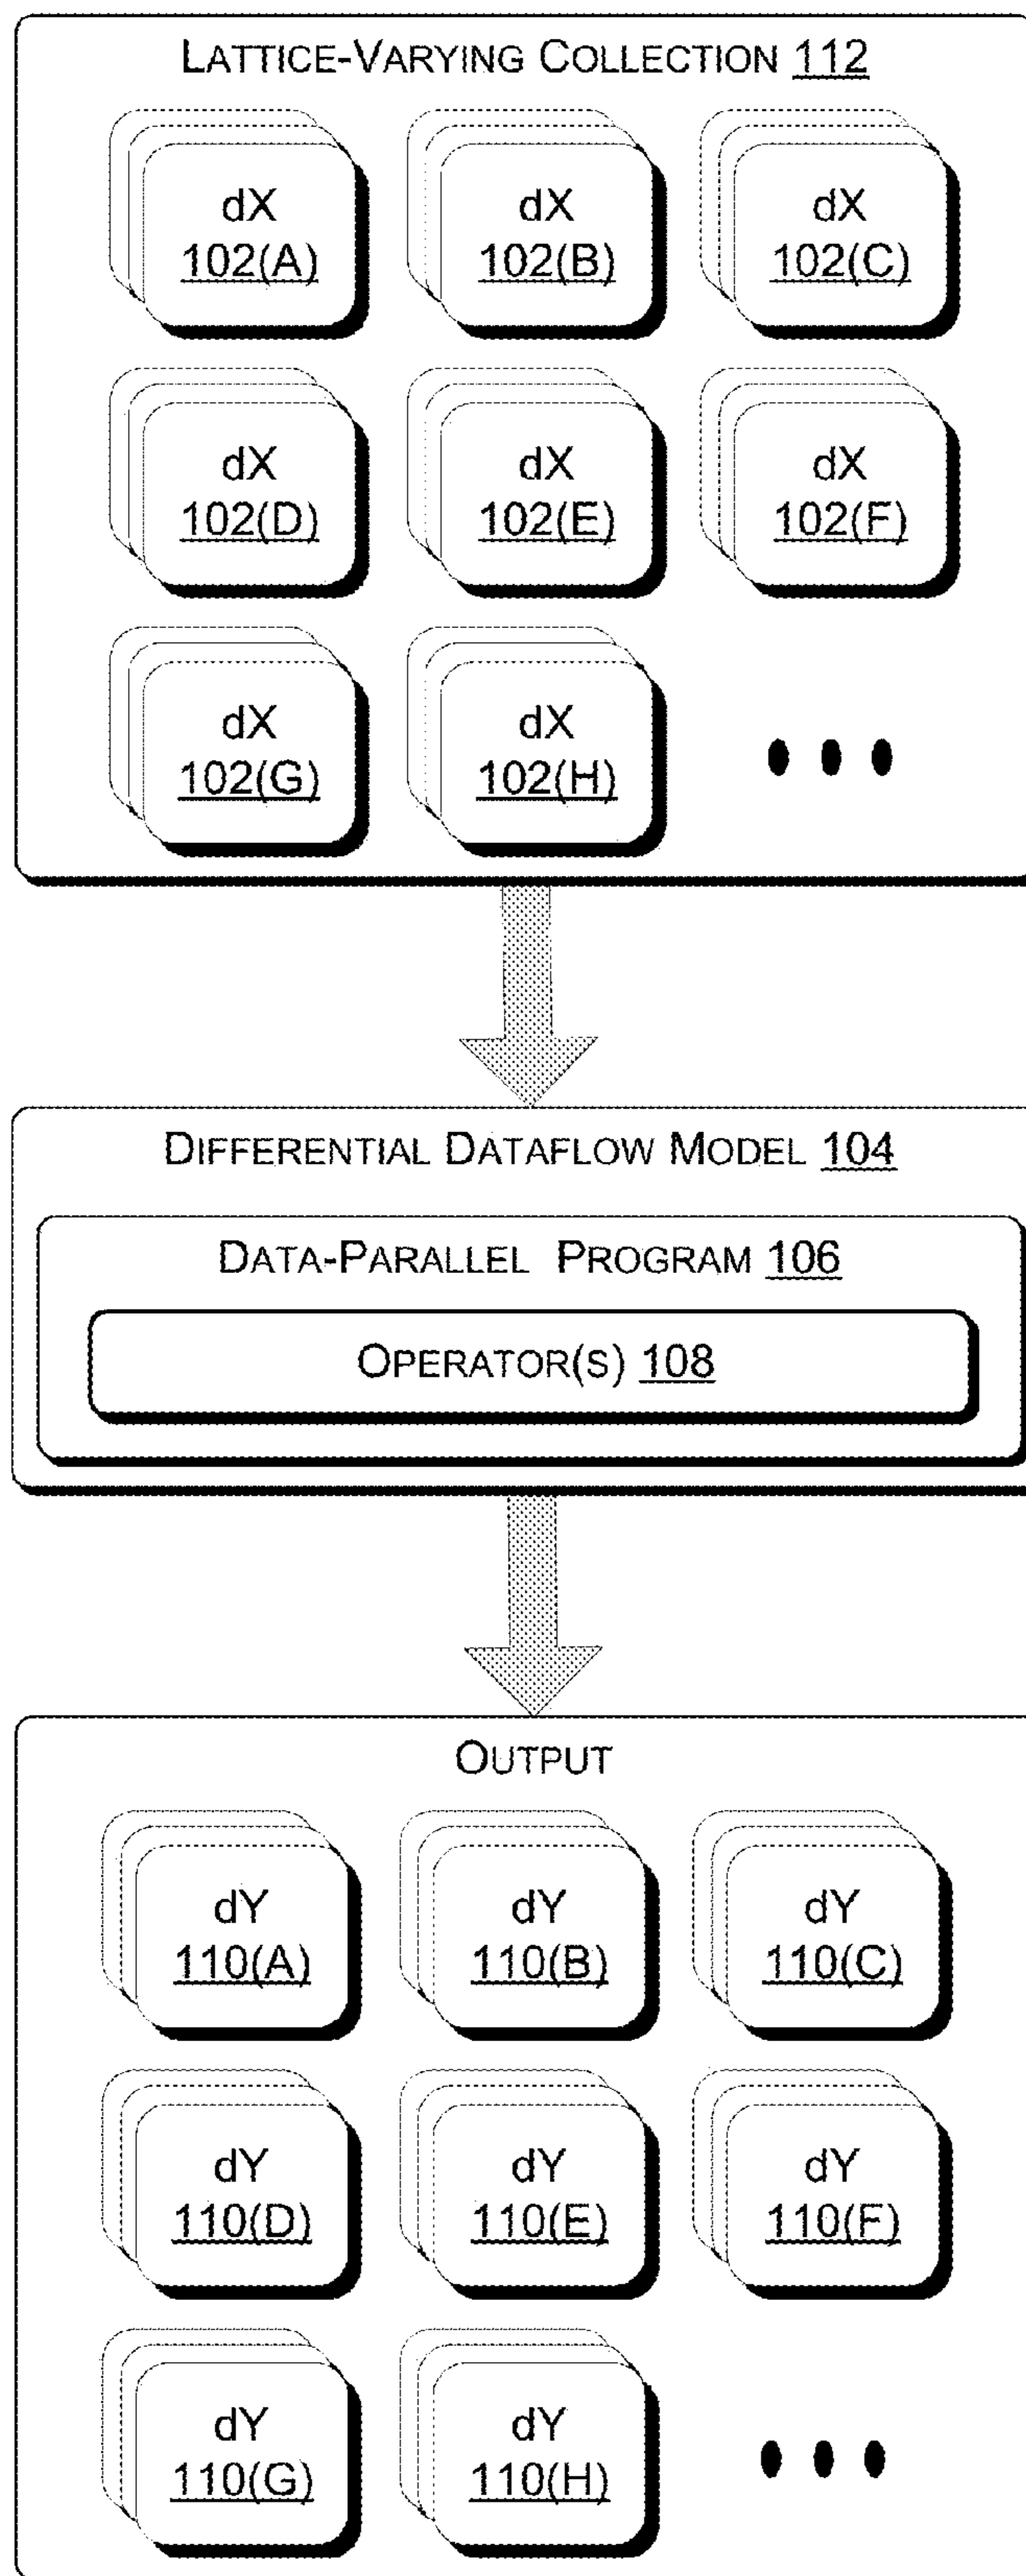 LATTICE-VARYING COLLECTION 112
dX dX dX
102(A) 102(B) 102(C)
dX dX dX
102(D) 102(E) 102(F)
dX dX
102(G) 102(H)
DIFFERENTIAL DATAFLOW MODEL 104
DATA-PARALLEL PROGRAM 106
OPERATOR(S) 108
OUTPUT
dY dY dY
110(A) 110(B) 110(C)
dY dY dY
110(D) 110(E) 110(F)
dY dY
110(G) 110(H)